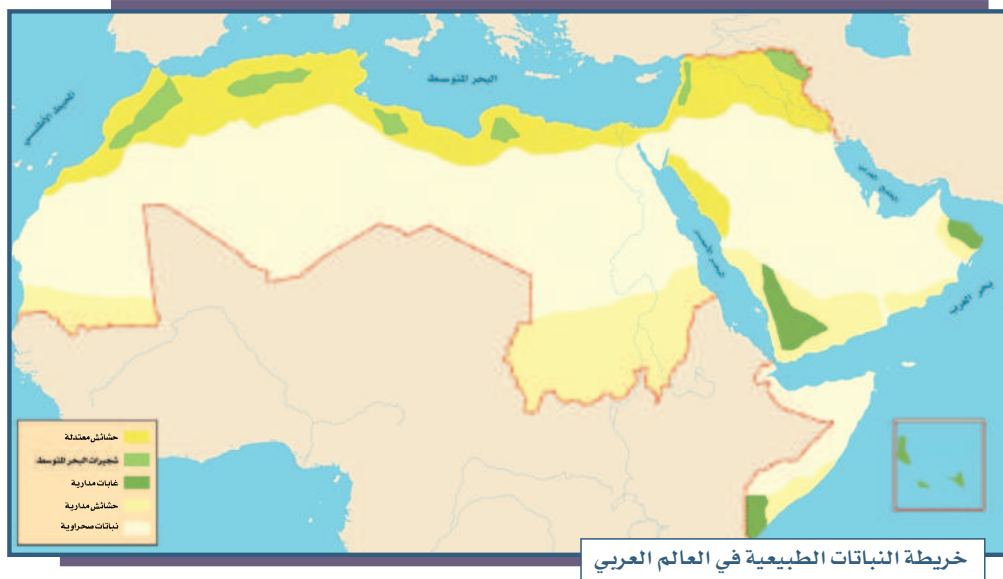 البحر المتوسط
المحيط الأطلسي
الخليج العربي
البحر الأحمر
بحر العرب
حشائش معتدلة
شجيرات البحر المتوسط
غابات مدارية
حشائش مدارية
نباتات صحراوية
خريطة النباتات الطبيعية في العالم العربي